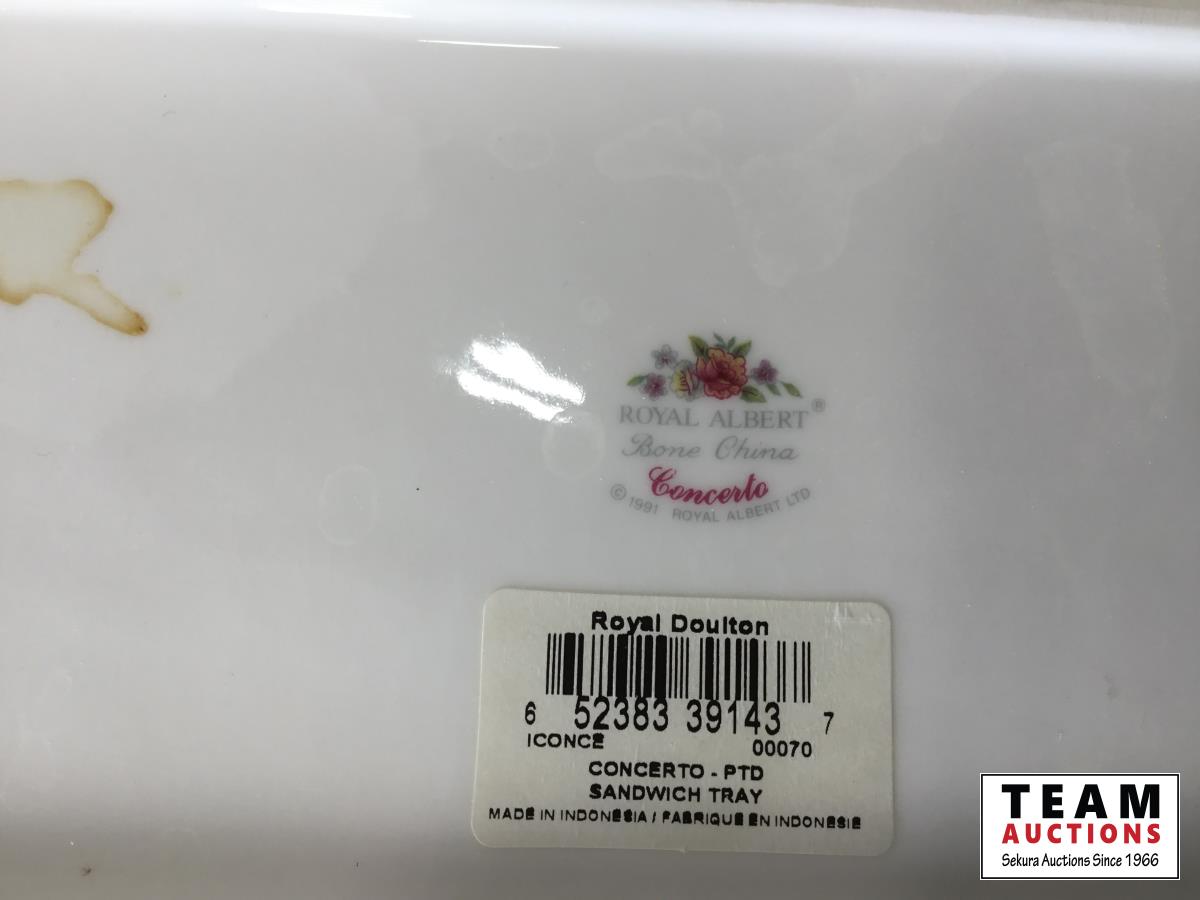 ROYAL ALBERT®
Bone China
Concerto
© 1991 ROYAL ALBERT LTD
Royal Doulton
6 52383 39143 7
ICONCE 00070
CONCERTO - PTD
SANDWICH TRAY
MADE IN INDONESIA / FABRIQUE EN INDONESIE
TEAM
AUCTIONS
Sekura Auctions Since 1966